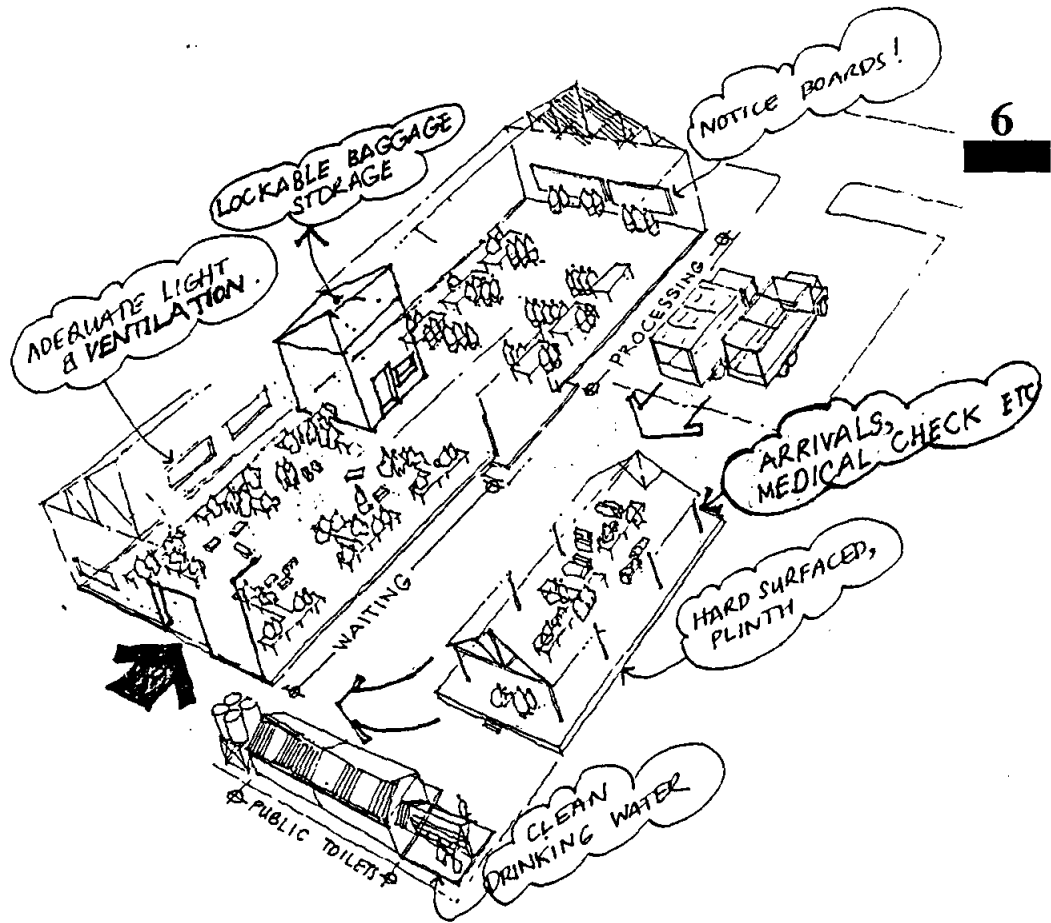 NOTICE BOARDS!
6
LOCKABLE BAGGAGE
STORAGE
ADEQUATE LIGHT
& VENTILATION.
PROCESSING
ARRIVALS,
MEDICAL CHECK ETC
HARD SURFACED,
PLINTH
WAITING
CLEAN
DRINKING WATER
PUBLIC TOILETS